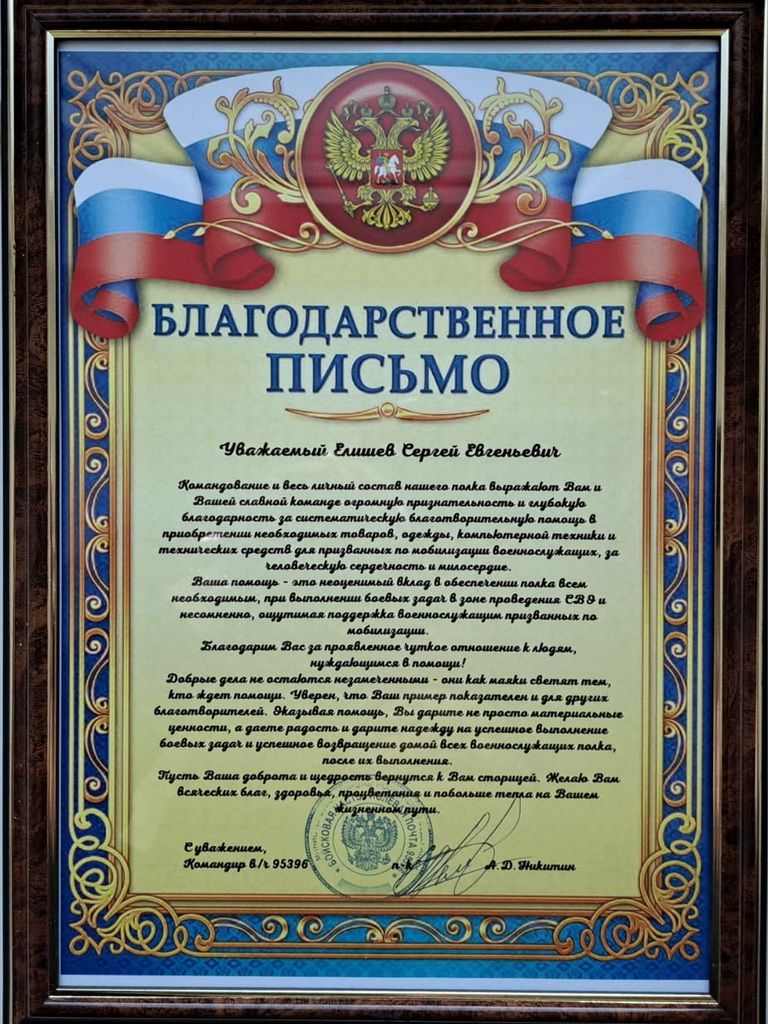 БЛАГОДАРСТВЕННОЕ
ПИСЬМО
Уважаемый Елишев Сергей Евгеньевич
Командование и весь личный состав нашего полка выражают Вам и
Вашей славной команде огромную признательность и глубокую
благодарность за систематическую благотворительную помощь в
приобретении необходимых товаров, одежды, компьютерной техники и
технических средств для призванных по мобилизации военнослужащих, за
человеческую сердечность и милосердие.
Ваша помощь - это неоценимый вклад в обеспечении полка всем
необходимым, при выполнении боевых задач в зоне проведения СВО и
несомненно, ощутимая поддержка военнослужащим призванных по
мобилизации.
Благодарим Вас за проявленное чуткое отношение к людям,
нуждающимся в помощи!
Добрые дела не остаются незамеченными - они как маяки светят тем,
кто ждет помощи. Уверен, что Ваш пример показателен и для других
благотворителей. Оказывая помощь, Вы дарите не просто материальные
ценности, а даете радость и дарите надежду на успешное выполнение
боевых задач и успешное возвращение домой всех военнослужащих полка,
после их выполнения.
Пусть Ваша доброта и щедрость вернутся к Вам сторицей. Желаю Вам
всяческих благ, здоровья, процветания и побольше тепла на Вашем
жизненном пути.
ВОЙСКОВАЯ ЧАСТЬ ПОЛЕВАЯ ПОЧТА
С уважением,
Командир в/ч 95396 п-к А.Д. Никитин